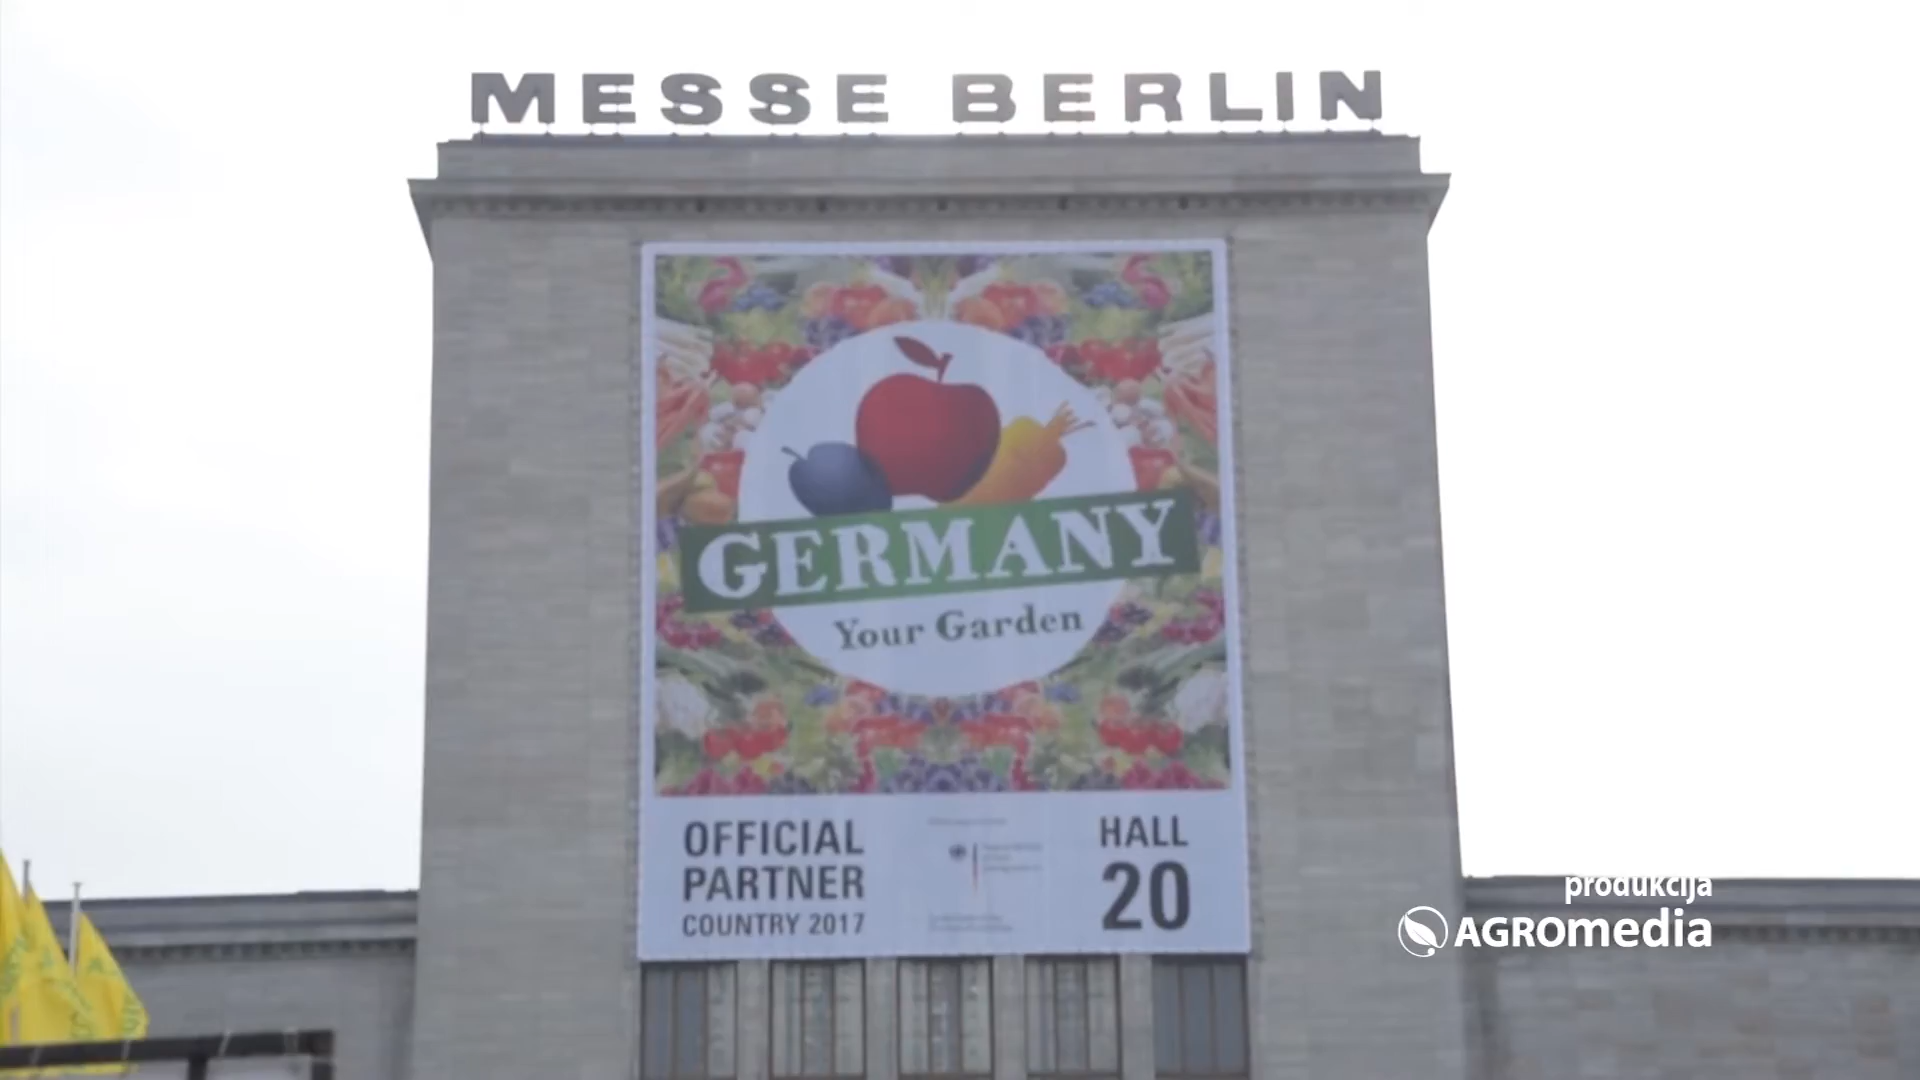 MESSE BERLIN
GERMANY
Your Garden
OFFICIAL
PARTNER
COUNTRY 2017
HALL
20
produkcija
AGROmedia